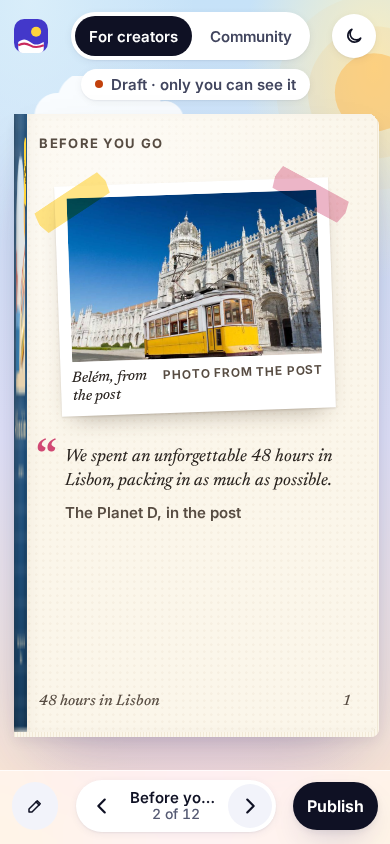 For creators
Community
Draft · only you can see it
BEFORE YOU GO
Belém, from
the post
PHOTO FROM THE POST
“
We spent an unforgettable 48 hours in
Lisbon, packing in as much as possible.
The Planet D, in the post
48 hours in Lisbon
1
Before yo...
2 of 12
Publish